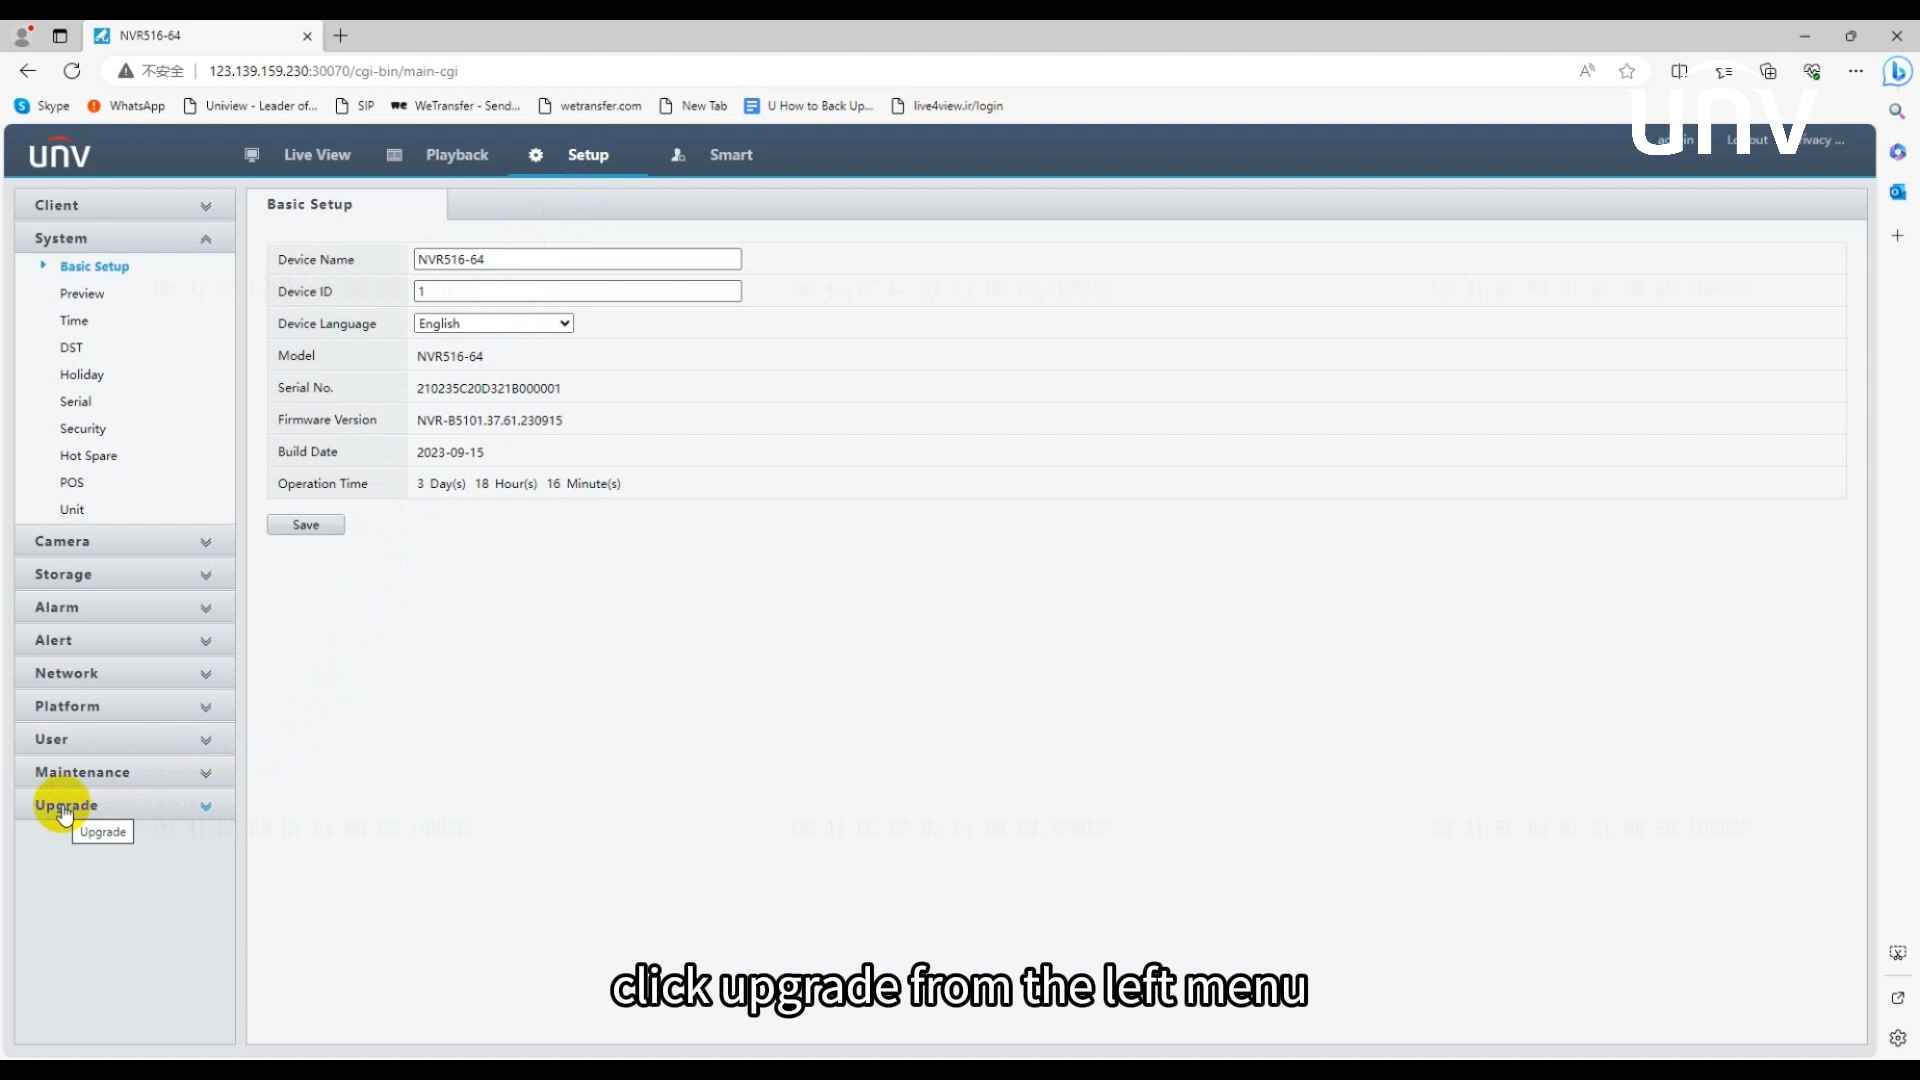 NVR516-64
不安全
123.139.159.230:30070/cgi-bin/main-cgi
Skype
WhatsApp
Uniview - Leader of...
SIP
WeTransfer - Send...
wetransfer.com
New Tab
U How to Back Up...
live4view.ir/login
unv
Live View
Playback
Setup
Smart
unv
Client
System
Basic Setup
Preview
Time
DST
Holiday
Serial
Security
Hot Spare
POS
Unit
Camera
Storage
Alarm
Alert
Network
Platform
User
Maintenance
Upgrade
Upgrade
Basic Setup
Device Name NVR516-64
Device ID 1
Device Language English
Model NVR516-64
Serial No. 210235C20D321B000001
Firmware Version NVR-B5101.37.61.230915
Build Date 2023-09-15
Operation Time 3 Day(s) 18 Hour(s) 16 Minute(s)
Save
click upgrade from the left menu